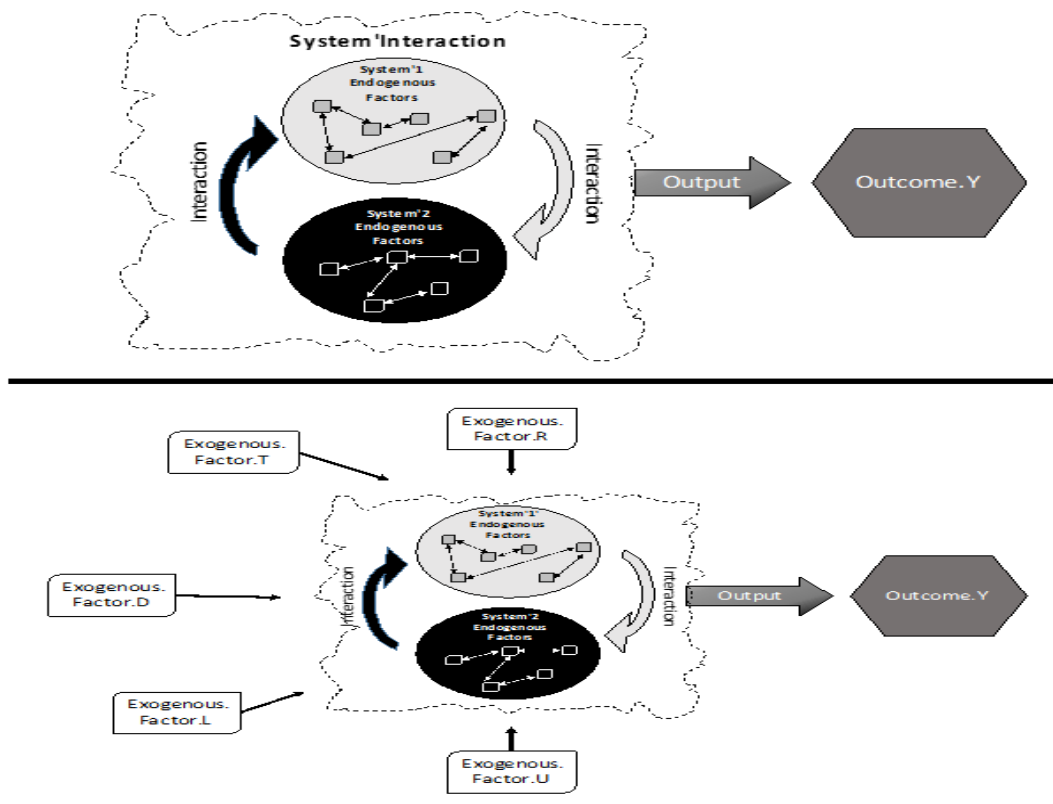 System'Interaction
System'1
Endogenous
Factors
Interaction
Interaction
System'2
Endogenous
Factors
Output
Outcome.Y
Exogenous.
Factor.R
Exogenous.
Factor.T
System'1'
Endogenous
Factors
Exogenous.
Factor.D
Interaction
Interaction
Output
Outcome.Y
System'2
Endogenous
Factors
Exogenous.
Factor.L
Exogenous.
Factor.U